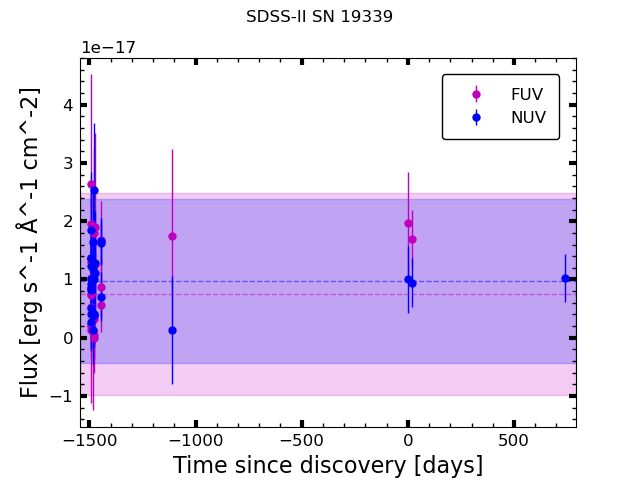 SDSS-II SN 19339
1e−17
FUV
NUV
4
3
2
1
0
−1
Flux [erg s^-1 Å^-1 cm^-2]
−1500 −1000 −500 0 500
Time since discovery [days]